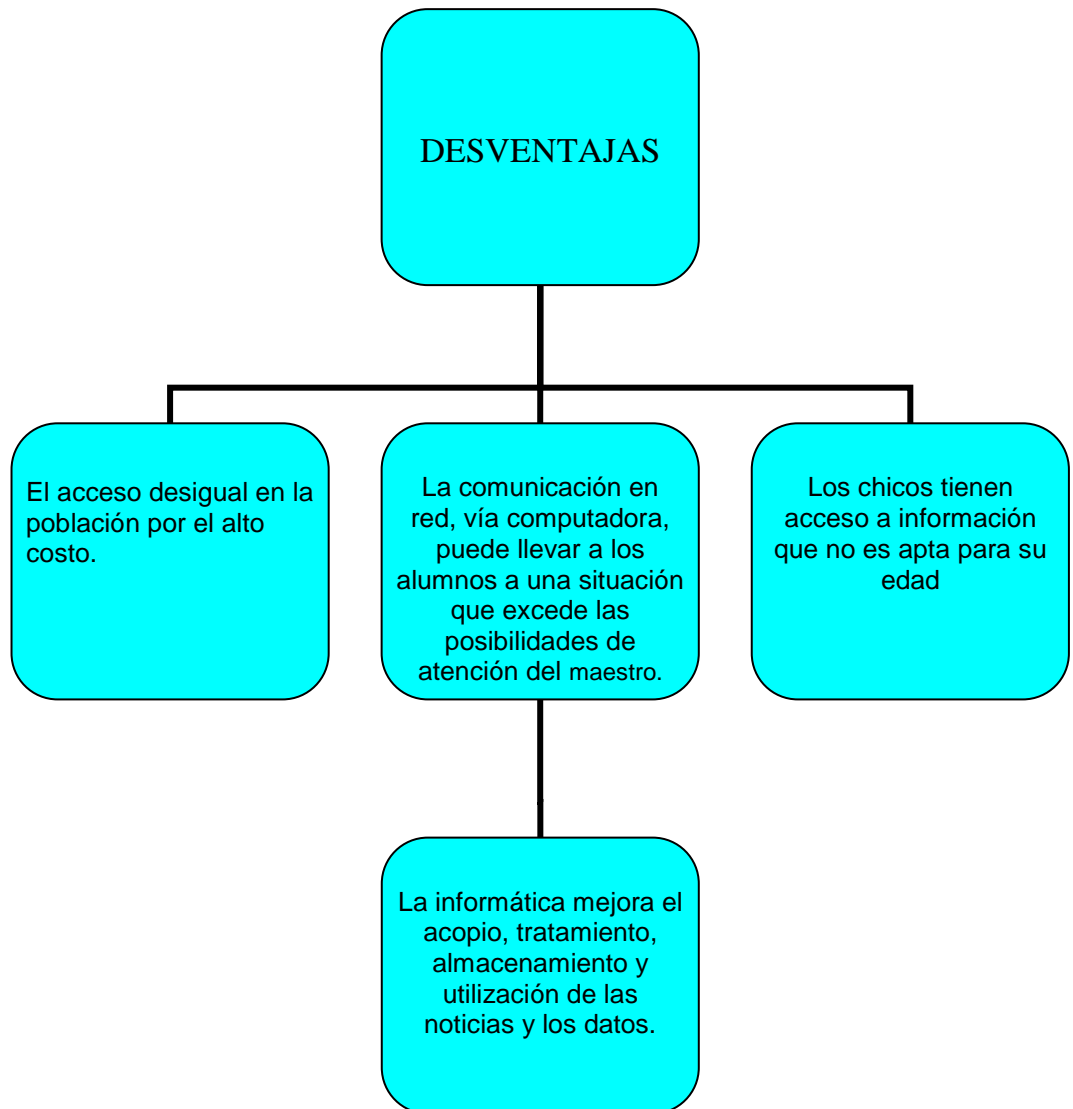 DESVENTAJAS
El acceso desigual en la
población por el alto
costo.
La comunicación en
red, vía computadora,
puede llevar a los
alumnos a una situación
que excede las
posibilidades de
atención del maestro.
Los chicos tienen
acceso a información
que no es apta para su
edad
La informática mejora el
acopio, tratamiento,
almacenamiento y
utilización de las
noticias y los datos.